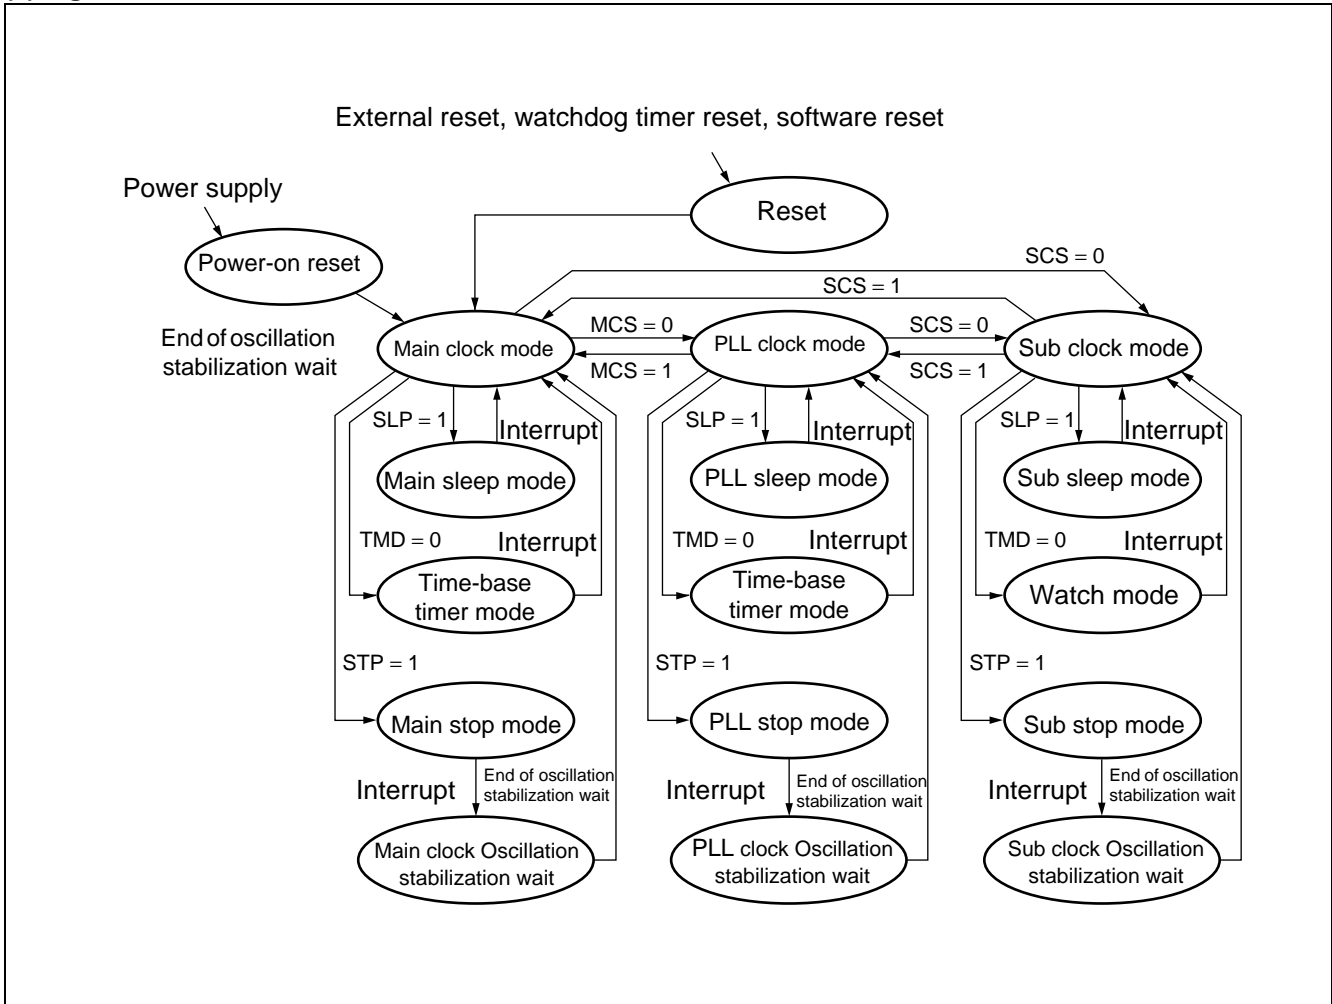 External reset, watchdog timer reset, software reset
Power supply
Reset
Power-on reset
SCS = 0
SCS = 1
End of oscillation
stabilization wait
Main clock mode
MCS = 0
MCS = 1
PLL clock mode
SCS = 0
SCS = 1
Sub clock mode
SLP = 1
Interrupt
SLP = 1
Interrupt
SLP = 1
Interrupt
Main sleep mode
PLL sleep mode
Sub sleep mode
TMD = 0
Interrupt
TMD = 0
Interrupt
TMD = 0
Interrupt
Time-base
timer mode
Time-base
timer mode
Watch mode
STP = 1
STP = 1
STP = 1
Main stop mode
PLL stop mode
Sub stop mode
Interrupt
End of oscillation
stabilization wait
Interrupt
End of oscillation
stabilization wait
Interrupt
End of oscillation
stabilization wait
Main clock Oscillation
stabilization wait
PLL clock Oscillation
stabilization wait
Sub clock Oscillation
stabilization wait